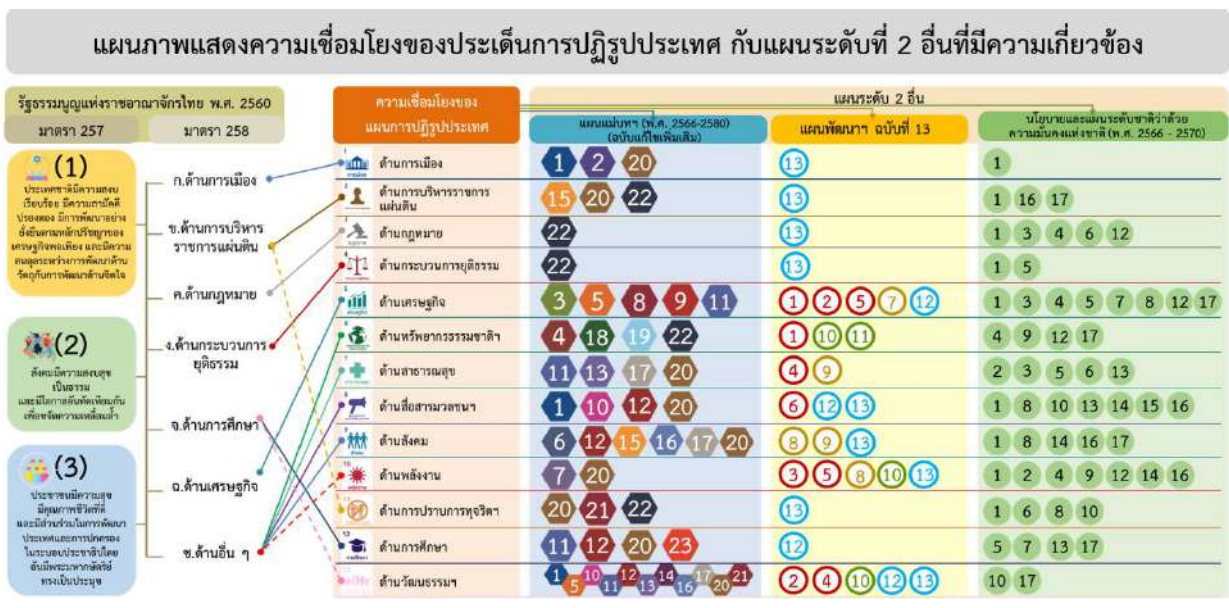 แผนภาพแสดงความเชื่อมโยงของประเด็นการปฏิรูปประเทศ กับแผนระดับที่ 2 อื่นที่มีความเกี่ยวข้อง
รัฐธรรมนูญแห่งราชอาณาจักรไทย พ.ศ. 2560
มาตรา 257
มาตรา 258
(1)
ประเทศชาติมีความสงบ
เรียบร้อย มีความสามัคคี
ปรองดอง มีการพัฒนาอย่าง
ยั่งยืนตามหลักปรัชญาของ
เศรษฐกิจพอเพียง และมีความ
สมดุลระหว่างการพัฒนาด้าน
วัตถุกับการพัฒนาด้านจิตใจ
(2)
สังคมมีความสงบสุข
เป็นธรรม
และมีโอกาสอันทัดเทียมกัน
เพื่อขจัดความเหลื่อมล้ำ
(3)
ประชาชนมีความสุข
มีคุณภาพชีวิตที่ดี
และมีส่วนร่วมในการพัฒนา
ประเทศและการปกครอง
ในระบอบประชาธิปไตย
อันมีพระมหากษัตริย์
ทรงเป็นประมุข
ก.ด้านการเมือง
ข.ด้านการบริหาร
ราชการแผ่นดิน
ค.ด้านกฎหมาย
ง.ด้านกระบวนการ
ยุติธรรม
จ.ด้านการศึกษา
ฉ.ด้านเศรษฐกิจ
ช.ด้านอื่น ๆ
ความเชื่อมโยงของ
แผนการปฏิรูปประเทศ
แผนระดับ 2 อื่น
แผนแม่บทฯ (พ.ศ. 2566-2580)
(ฉบับแก้ไขเพิ่มเติม)
แผนพัฒนาฯ ฉบับที่ 13
นโยบายและแผนระดับชาติว่าด้วย
ความมั่นคงแห่งชาติ (พ.ศ. 2566 - 2570)
ด้านการเมือง 1 2 20 13 1
ด้านการบริหารราชการ
แผ่นดิน 15 20 22 13 1 16 17
ด้านกฎหมาย 22 13 1 3 4 6 12
ด้านกระบวนการยุติธรรม 22 13 1 5
ด้านเศรษฐกิจ 3 5 8 9 11 1 2 5 7 12 1 3 4 5 7 8 12 17
ด้านทรัพยากรธรรมชาติฯ 4 18 19 22 1 10 11 4 9 12 17
ด้านสาธารณสุข 11 13 17 20 4 9 2 3 5 6 13
ด้านสื่อสารมวลชนฯ 1 10 12 20 6 12 13 1 8 10 13 14 15 16
ด้านสังคม 6 12 15 16 17 20 8 9 13 1 8 14 16 17
ด้านพลังงาน 7 20 3 5 8 10 13 1 2 4 9 12 14 16
ด้านการปราบการทุจริตฯ 20 21 22 13 1 6 8 10
ด้านการศึกษา 11 12 20 23 12 5 7 13 17
ด้านวัฒนธรรมฯ 1 5 10 11 12 13 14 16 17 20 21 2 4 10 12 13 10 17